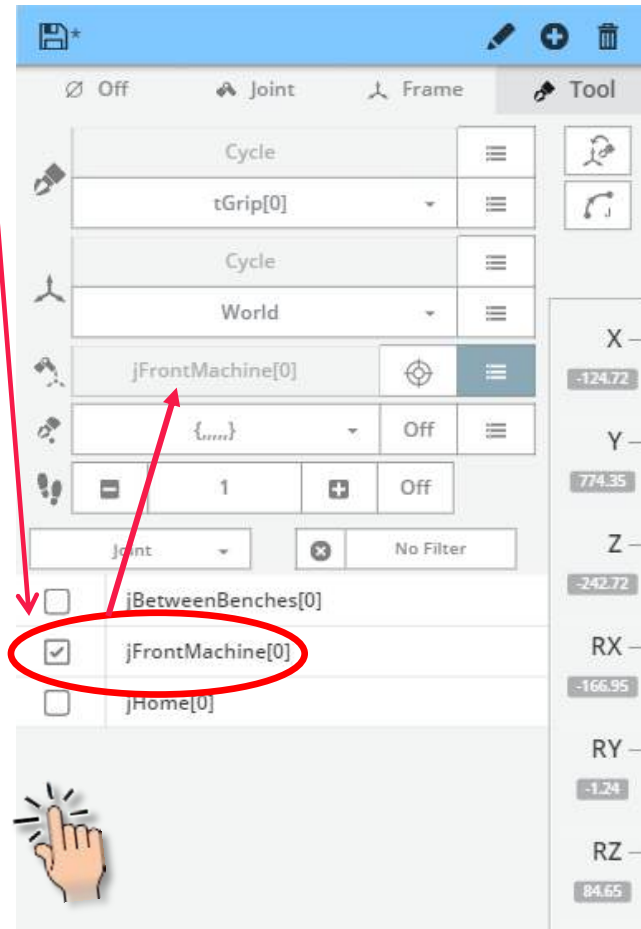 *
Off Joint Frame Tool
Cycle
tGrip[0]
Cycle
World
jFrontMachine[0]
{,,,,,} Off
1 Off
Joint No Filter
jBetweenBenches[0]
jFrontMachine[0]
jHome[0]
J
X
-124.72
Y
774.35
Z
-242.72
RX
-166.95
RY
-1.24
RZ
84.65